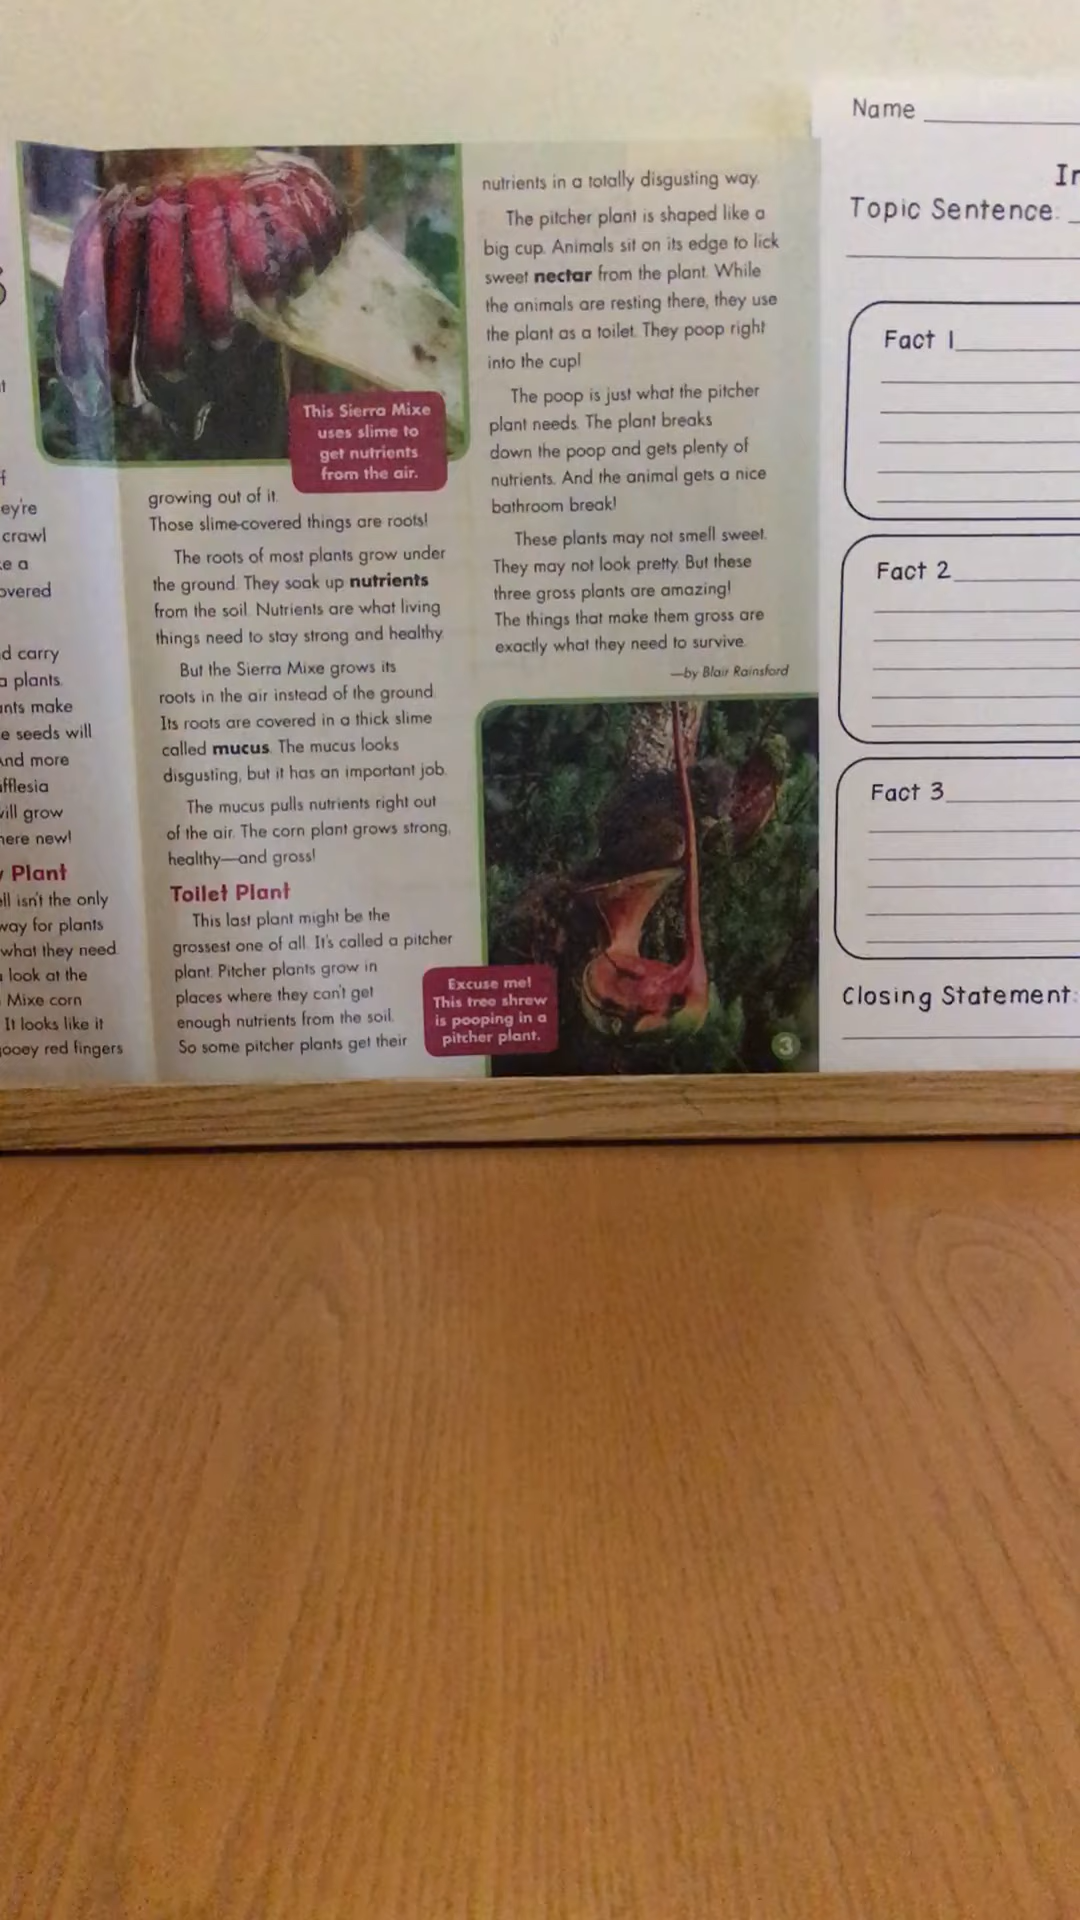 ey're
crawl
overed
carry
plants.
make
seeds will
And more
will grow
new!
Plant
isn't the only
way for plants
what they need.
look at the
Mixe corn
It looks like it
gooey red fingers
This Sierra Mixe
uses slime to
get nutrients
from the air.
growing out of it.
Those slime-covered things are roots!
The roots of most plants grow under
the ground. They soak up nutrients
from the soil. Nutrients are what living
things need to stay strong and healthy.
But the Sierra Mixe grows its
roots in the air instead of the ground.
Its roots are covered in a thick slime
called mucus. The mucus looks
disgusting, but it has an important job.
The mucus pulls nutrients right out
of the air. The corn plant grows strong,
healthy—and gross!
Toilet Plant
This last plant might be the
grossest one of all. It's called a pitcher
plant. Pitcher plants grow in
places where they can't get
enough nutrients from the soil.
So some pitcher plants get their
nutrients in a totally disgusting way.
The pitcher plant is shaped like a
big cup. Animals sit on its edge to lick
sweet nectar from the plant. While
the animals are resting there, they use
the plant as a toilet. They poop right
into the cup!
The poop is just what the pitcher
plant needs. The plant breaks
down the poop and gets plenty of
nutrients. And the animal gets a nice
bathroom break!
These plants may not smell sweet.
They may not look pretty. But these
three gross plants are amazing!
The things that make them gross are
exactly what they need to survive.
—by Blair Rainsford
Excuse me!
This tree shrew
is pooping in a
pitcher plant.
3
Name
Topic Sentence:
Fact 1
Fact 2
Fact 3
Closing Statement: